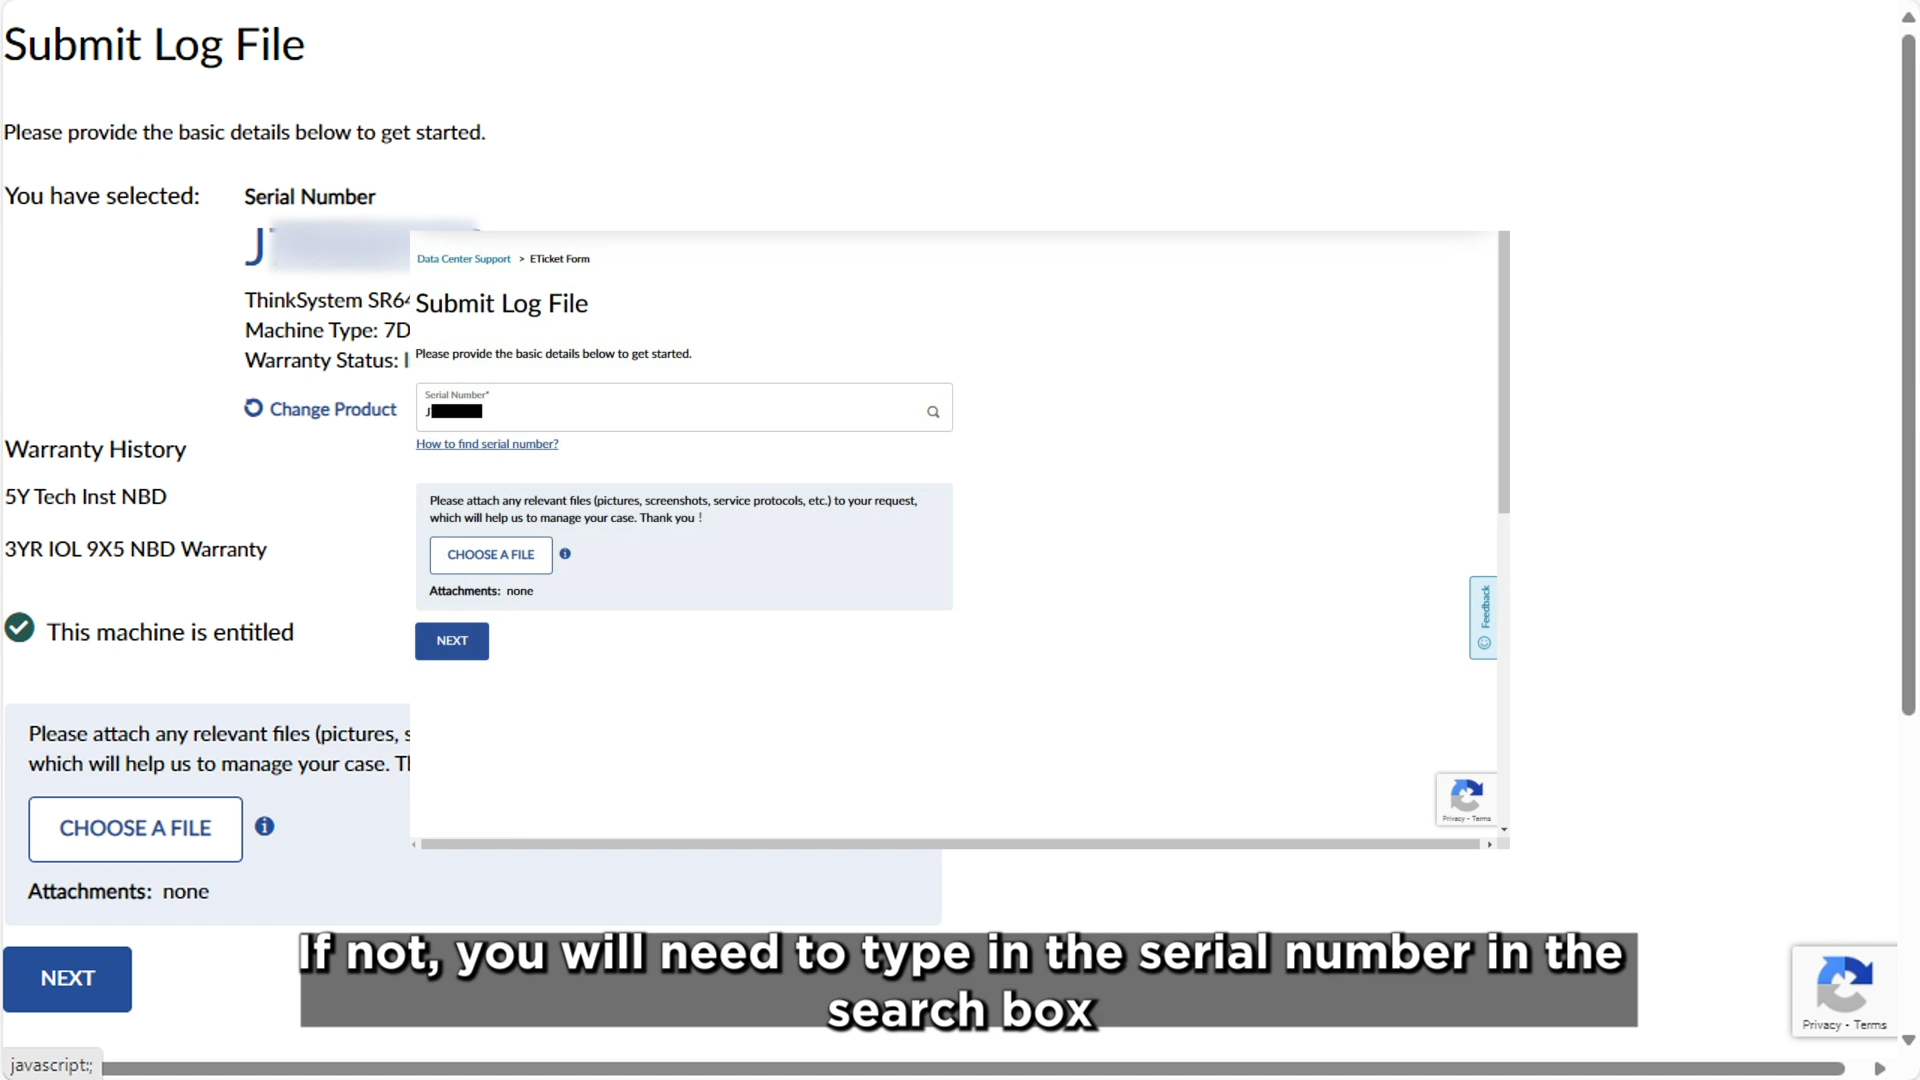 Submit Log File
Please provide the basic details below to get started.
You have selected:
Serial Number
J
ThinkSystem SR64
Machine Type: 7D
Warranty Status:
Change Product
Warranty History
5Y Tech Inst NBD
3YR IOL 9X5 NBD Warranty
This machine is entitled
Please attach any relevant files (pictures, s
which will help us to manage your case. Th
CHOOSE A FILE
Attachments: none
NEXT
Data Center Support > ETicket Form
Submit Log File
Please provide the basic details below to get started.
Serial Number*
J
How to find serial number?
Please attach any relevant files (pictures, screenshots, service protocols, etc.) to your request,
which will help us to manage your case. Thank you !
CHOOSE A FILE
Attachments: none
NEXT
Feedback
Privacy - Terms
If not, you will need to type in the serial number in the
search box
Privacy - Terms
javascript:;